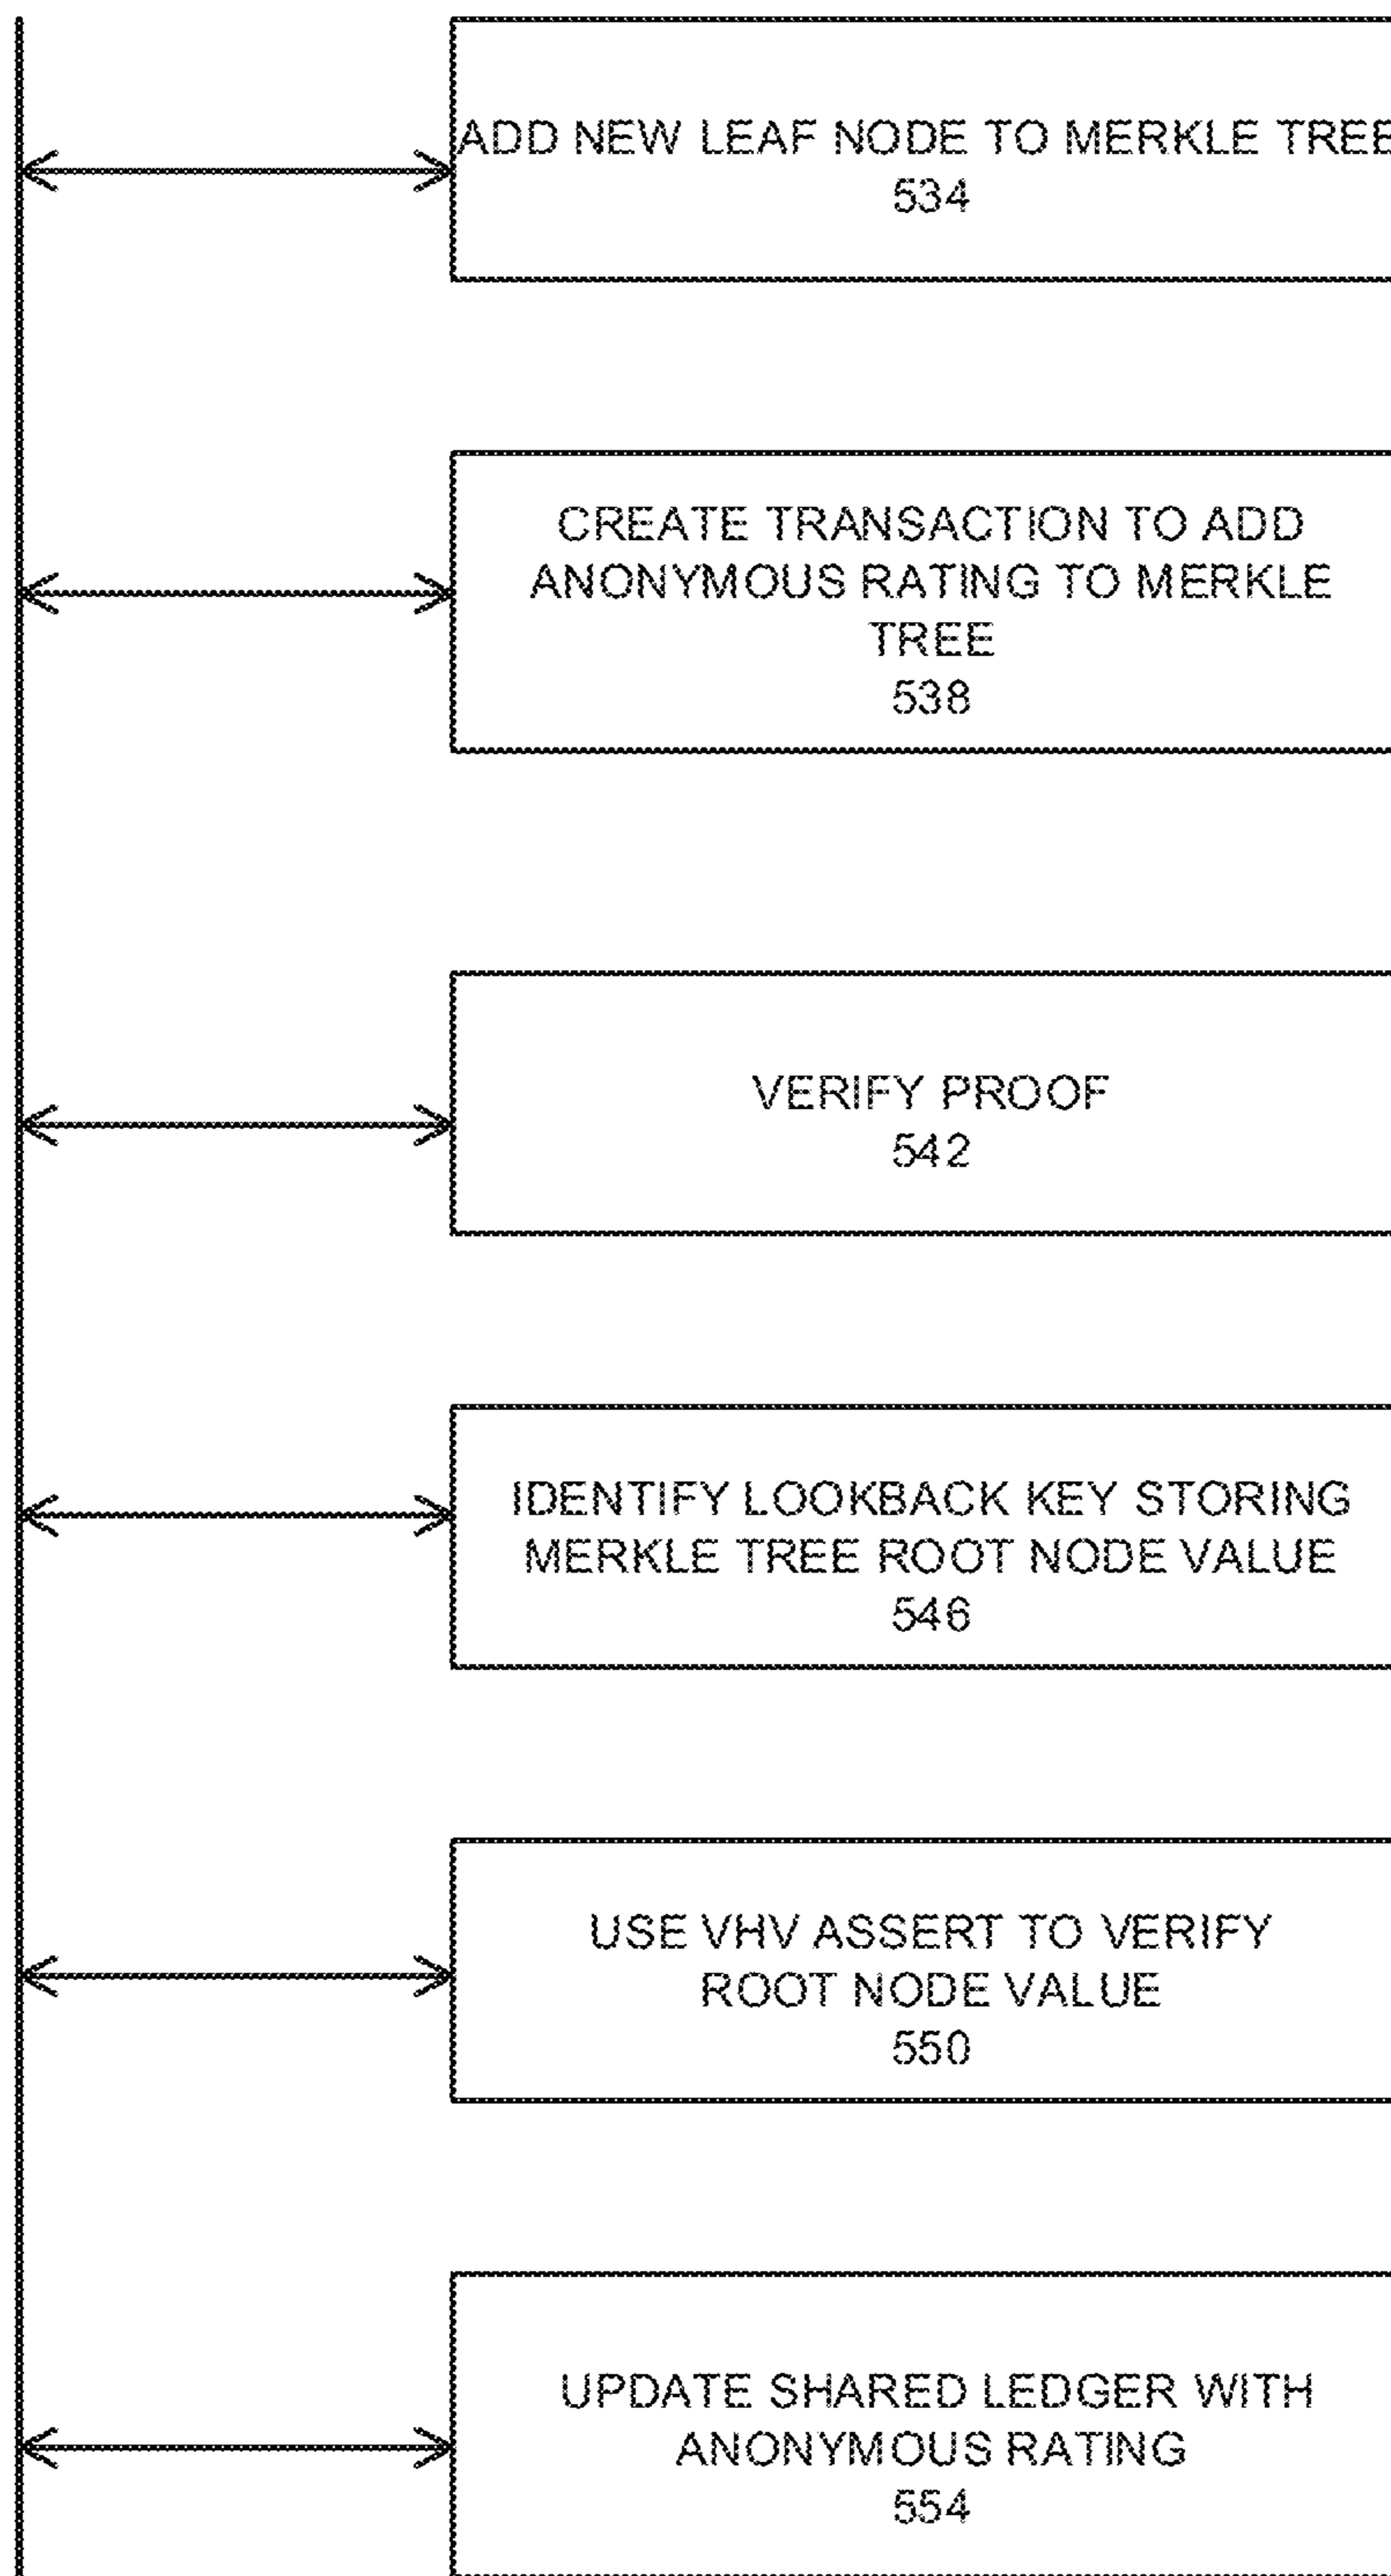 ADD NEW LEAF NODE TO MERKLE TREE
534
CREATE TRANSACTION TO ADD
ANONYMOUS RATING TO MERKLE
TREE
538
VERIFY PROOF
542
IDENTIFY LOOKBACK KEY STORING
MERKLE TREE ROOT NODE VALUE
546
USE VHV ASSERT TO VERIFY
ROOT NODE VALUE
550
UPDATE SHARED LEDGER WITH
ANONYMOUS RATING
554